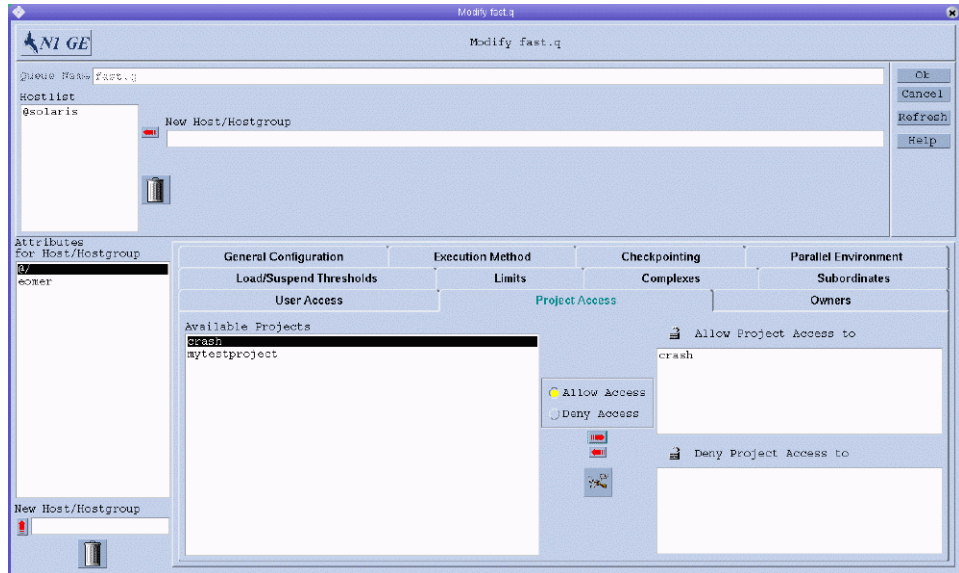 Modify fast.q
N1 GE
Modify fast.q
Queue Name fast.q
Ok
Cancel
Refresh
Help
Hostlist
@solaris
New Host/Hostgroup
Attributes
for Host/Hostgroup
@/
eomer
New Host/Hostgroup
General Configuration Execution Method Checkpointing Parallel Environment
Load/Suspend Thresholds Limits Complexes Subordinates
User Access Project Access Owners
Available Projects
crash
mytestproject
Allow Access
Deny Access
Allow Project Access to
crash
Deny Project Access to